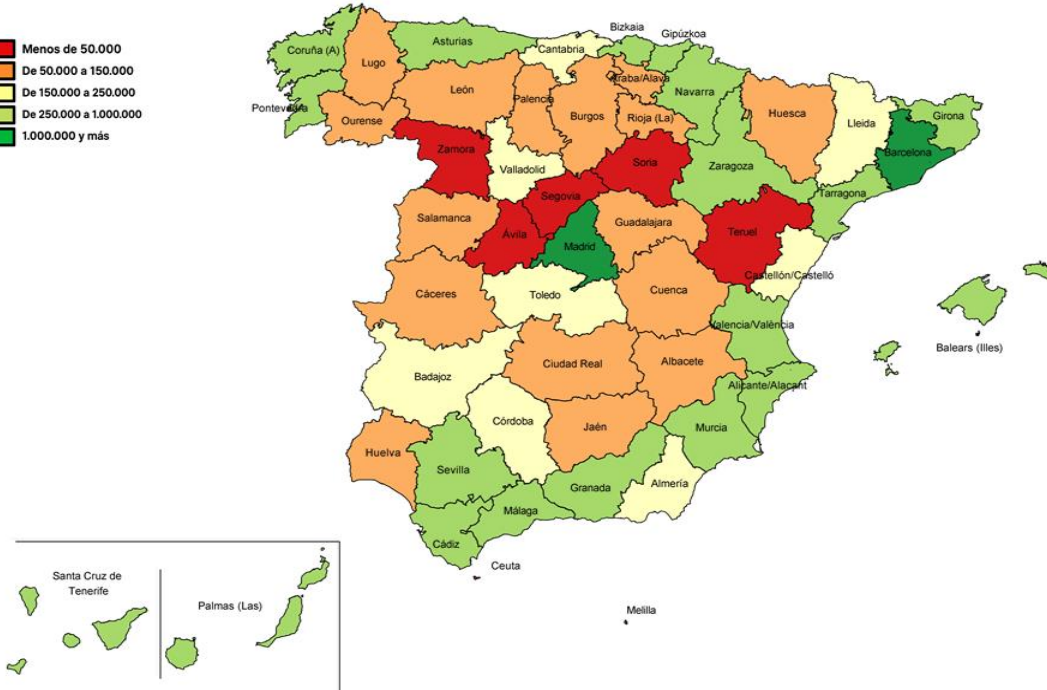 Menos de 50.000
De 50.000 a 150.000
De 150.000 a 250.000
De 250.000 a 1.000.000
1.000.000 y más
Bizkaia
Gipúzkoa
Coruña (A)
Lugo
Asturias
Cantabria
Araba/Alava
Navarra
Pontevedra
Ourense
León
Palencia
Burgos
Rioja (La)
Huesca
Lleida
Girona
Barcelona
Zamora
Valladolid
Soria
Zaragoza
Tarragona
Segovia
Salamanca
Ávila
Madrid
Guadalajara
Teruel
Castellón/Castelló
Cáceres
Toledo
Cuenca
Valencia/València
Balears (Illes)
Badajoz
Ciudad Real
Albacete
Alicante/Alacant
Córdoba
Jaén
Murcia
Huelva
Sevilla
Granada
Almería
Málaga
Cádiz
Ceuta
Melilla
Santa Cruz de
Tenerife
Palmas (Las)